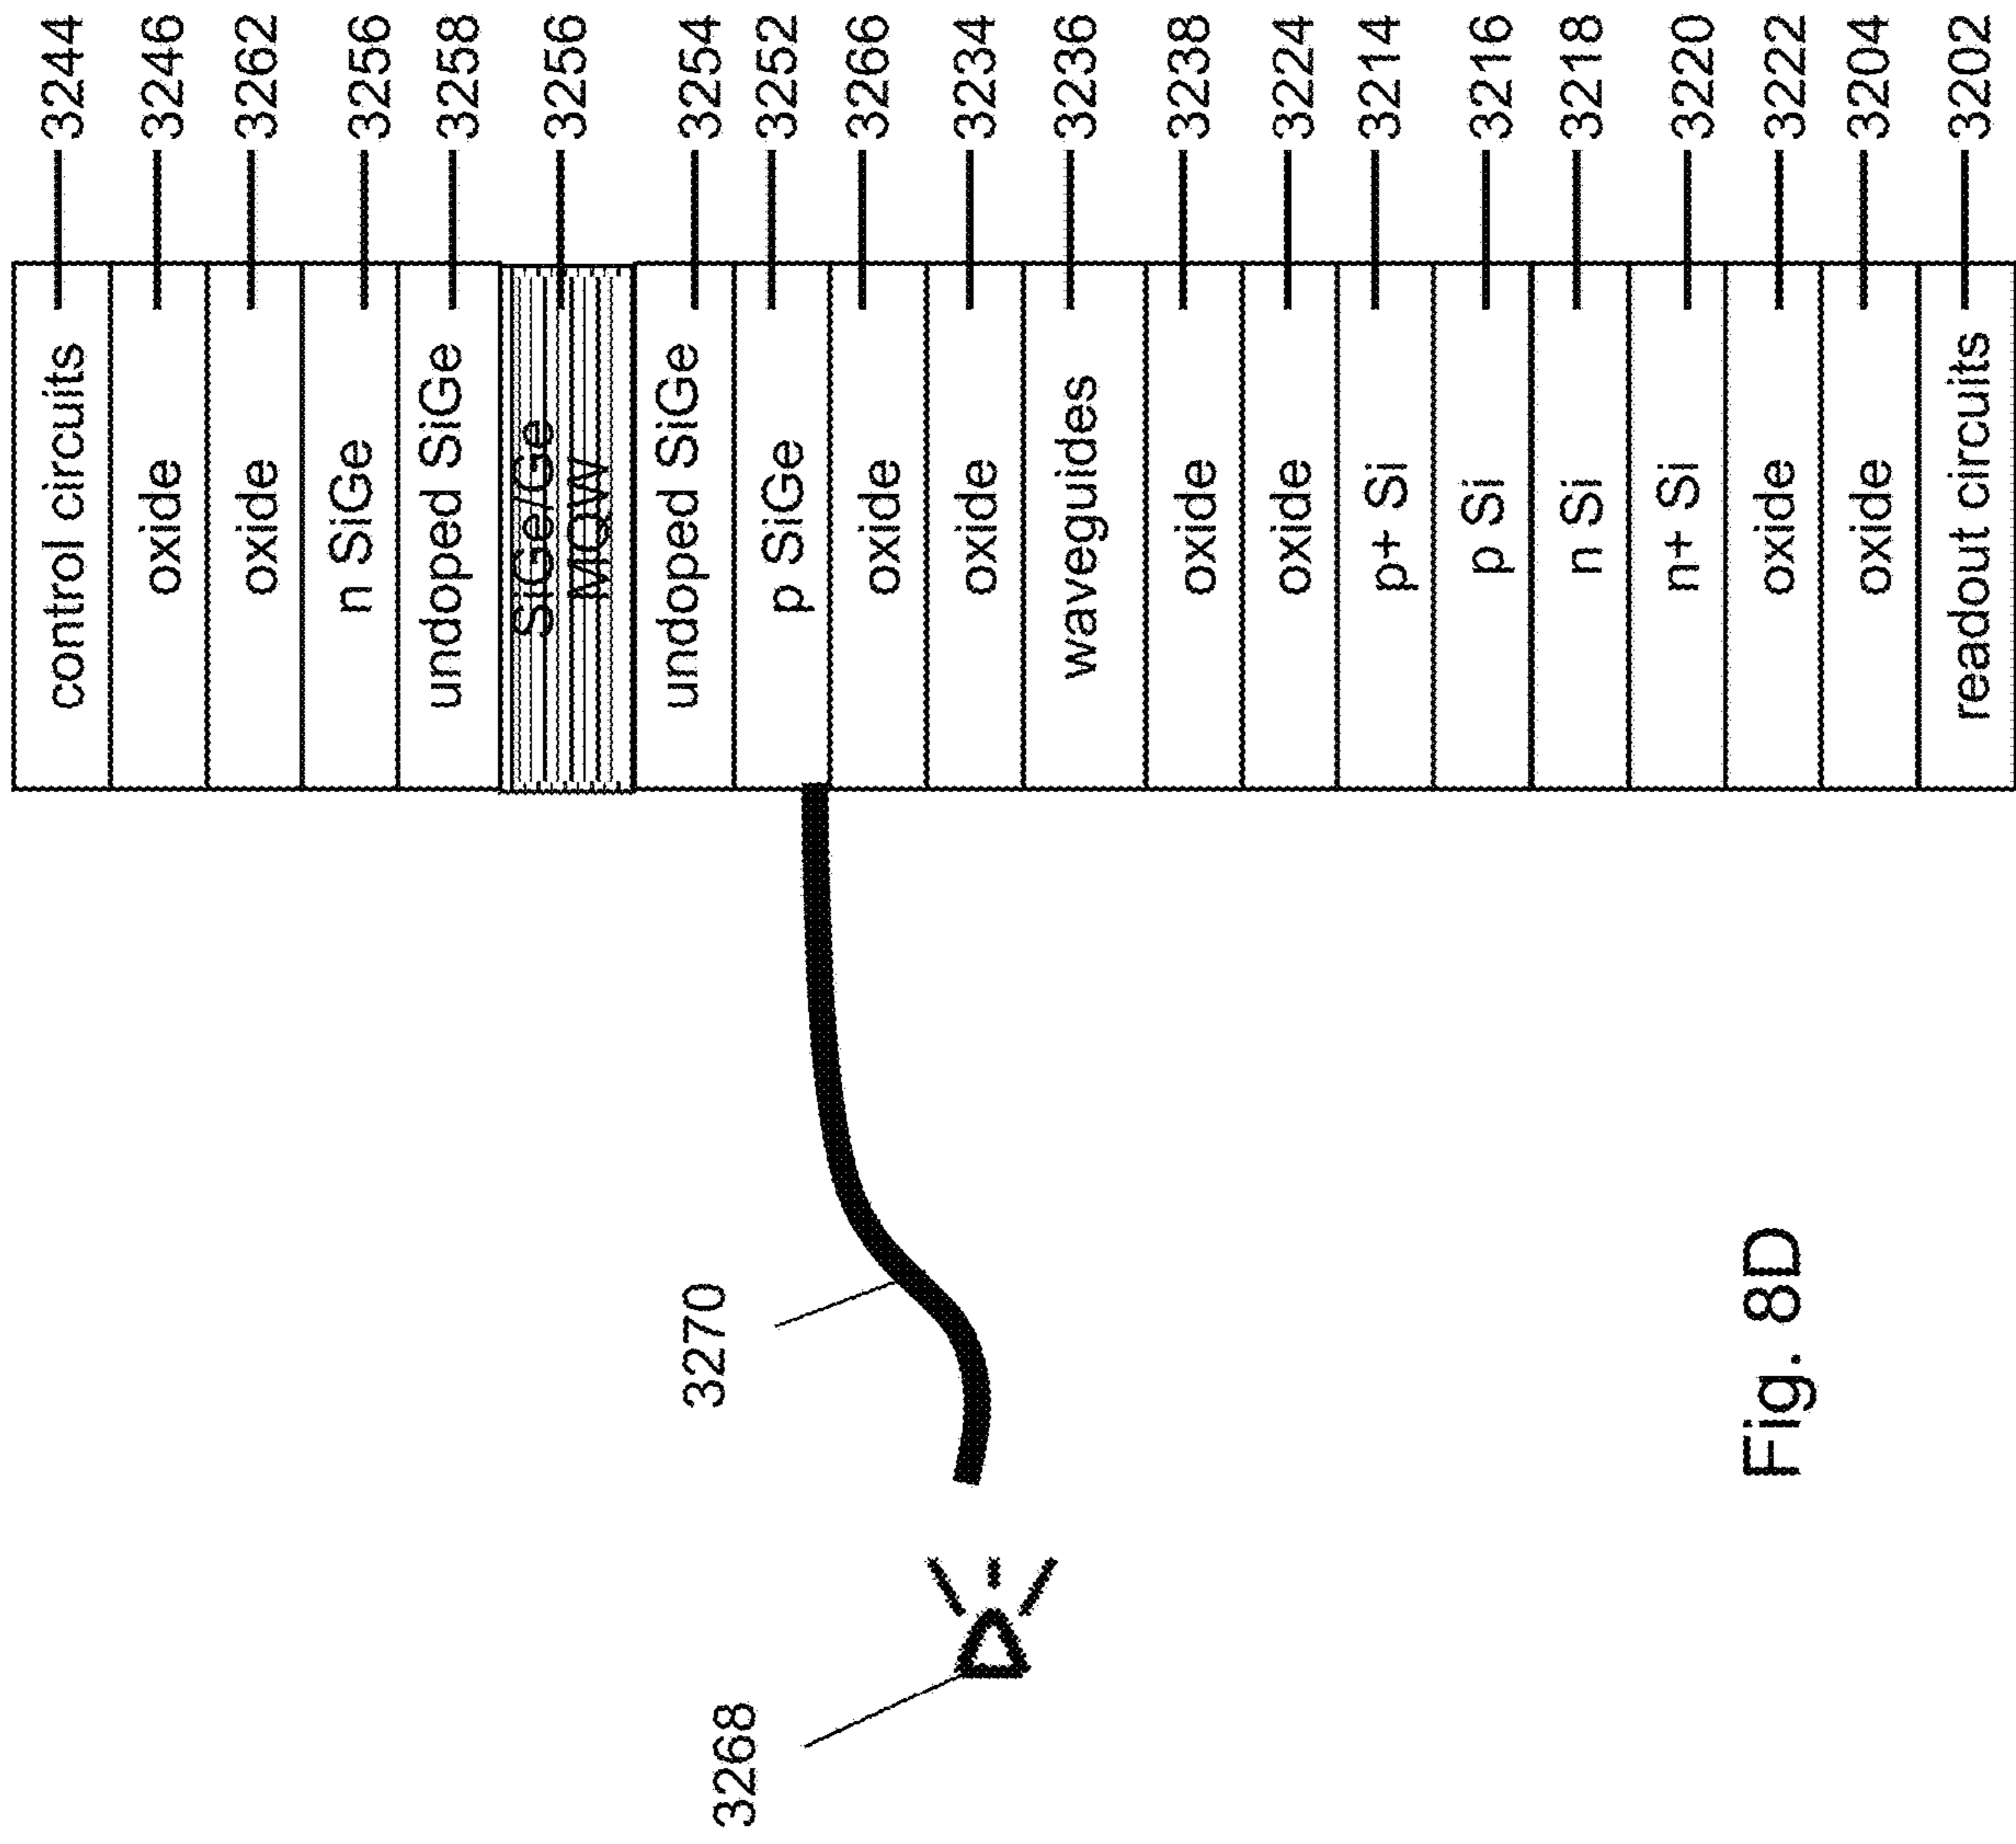 control circuits 3244
oxide 3246
oxide 3262
n SiGe 3256
undoped SiGe 3258
SiGe/Ge
MQW 3256
undoped SiGe 3254
p SiGe 3252
oxide 3266
oxide 3234
waveguides 3236
oxide 3238
oxide 3224
p+ Si 3214
p Si 3216
n Si 3218
n+ Si 3220
oxide 3222
oxide 3204
readout circuits 3202
3270
3268
Fig. 8D